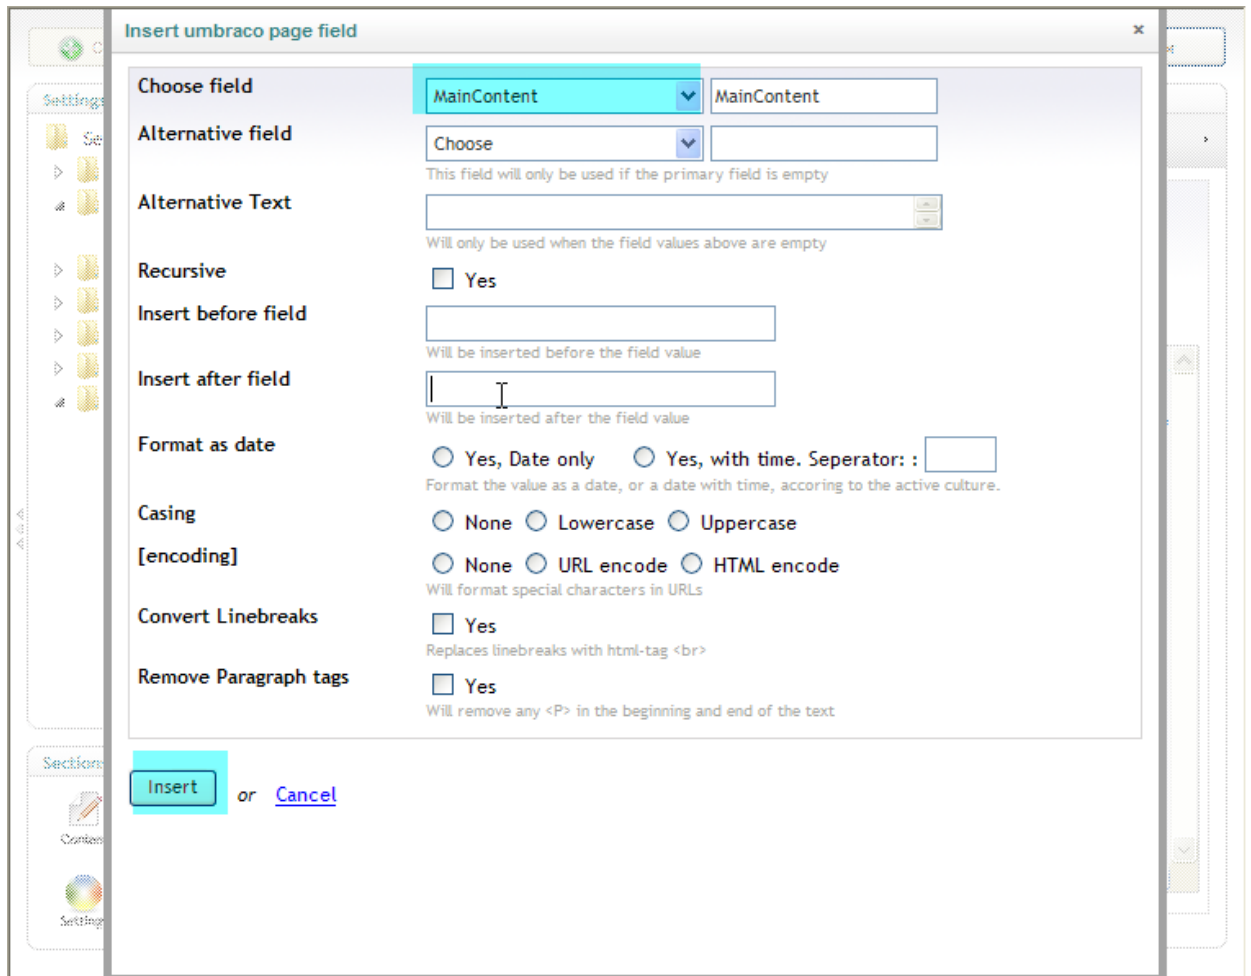 Insert umbraco page field
Choose field
MainContent
MainContent
Alternative field
Choose
This field will only be used if the primary field is empty
Alternative Text
Will only be used when the field values above are empty
Recursive
Yes
Insert before field
Will be inserted before the field value
Insert after field
Will be inserted after the field value
Format as date
Yes, Date only
Yes, with time. Seperator: :
Format the value as a date, or a date with time, accoring to the active culture.
Casing
None Lowercase Uppercase
[encoding]
None URL encode HTML encode
Will format special characters in URLs
Convert Linebreaks
Yes
Replaces linebreaks with html-tag <br>
Remove Paragraph tags
Yes
Will remove any <P> in the beginning and end of the text
Insert or Cancel
Settings
Se
Section
Conten
Setting